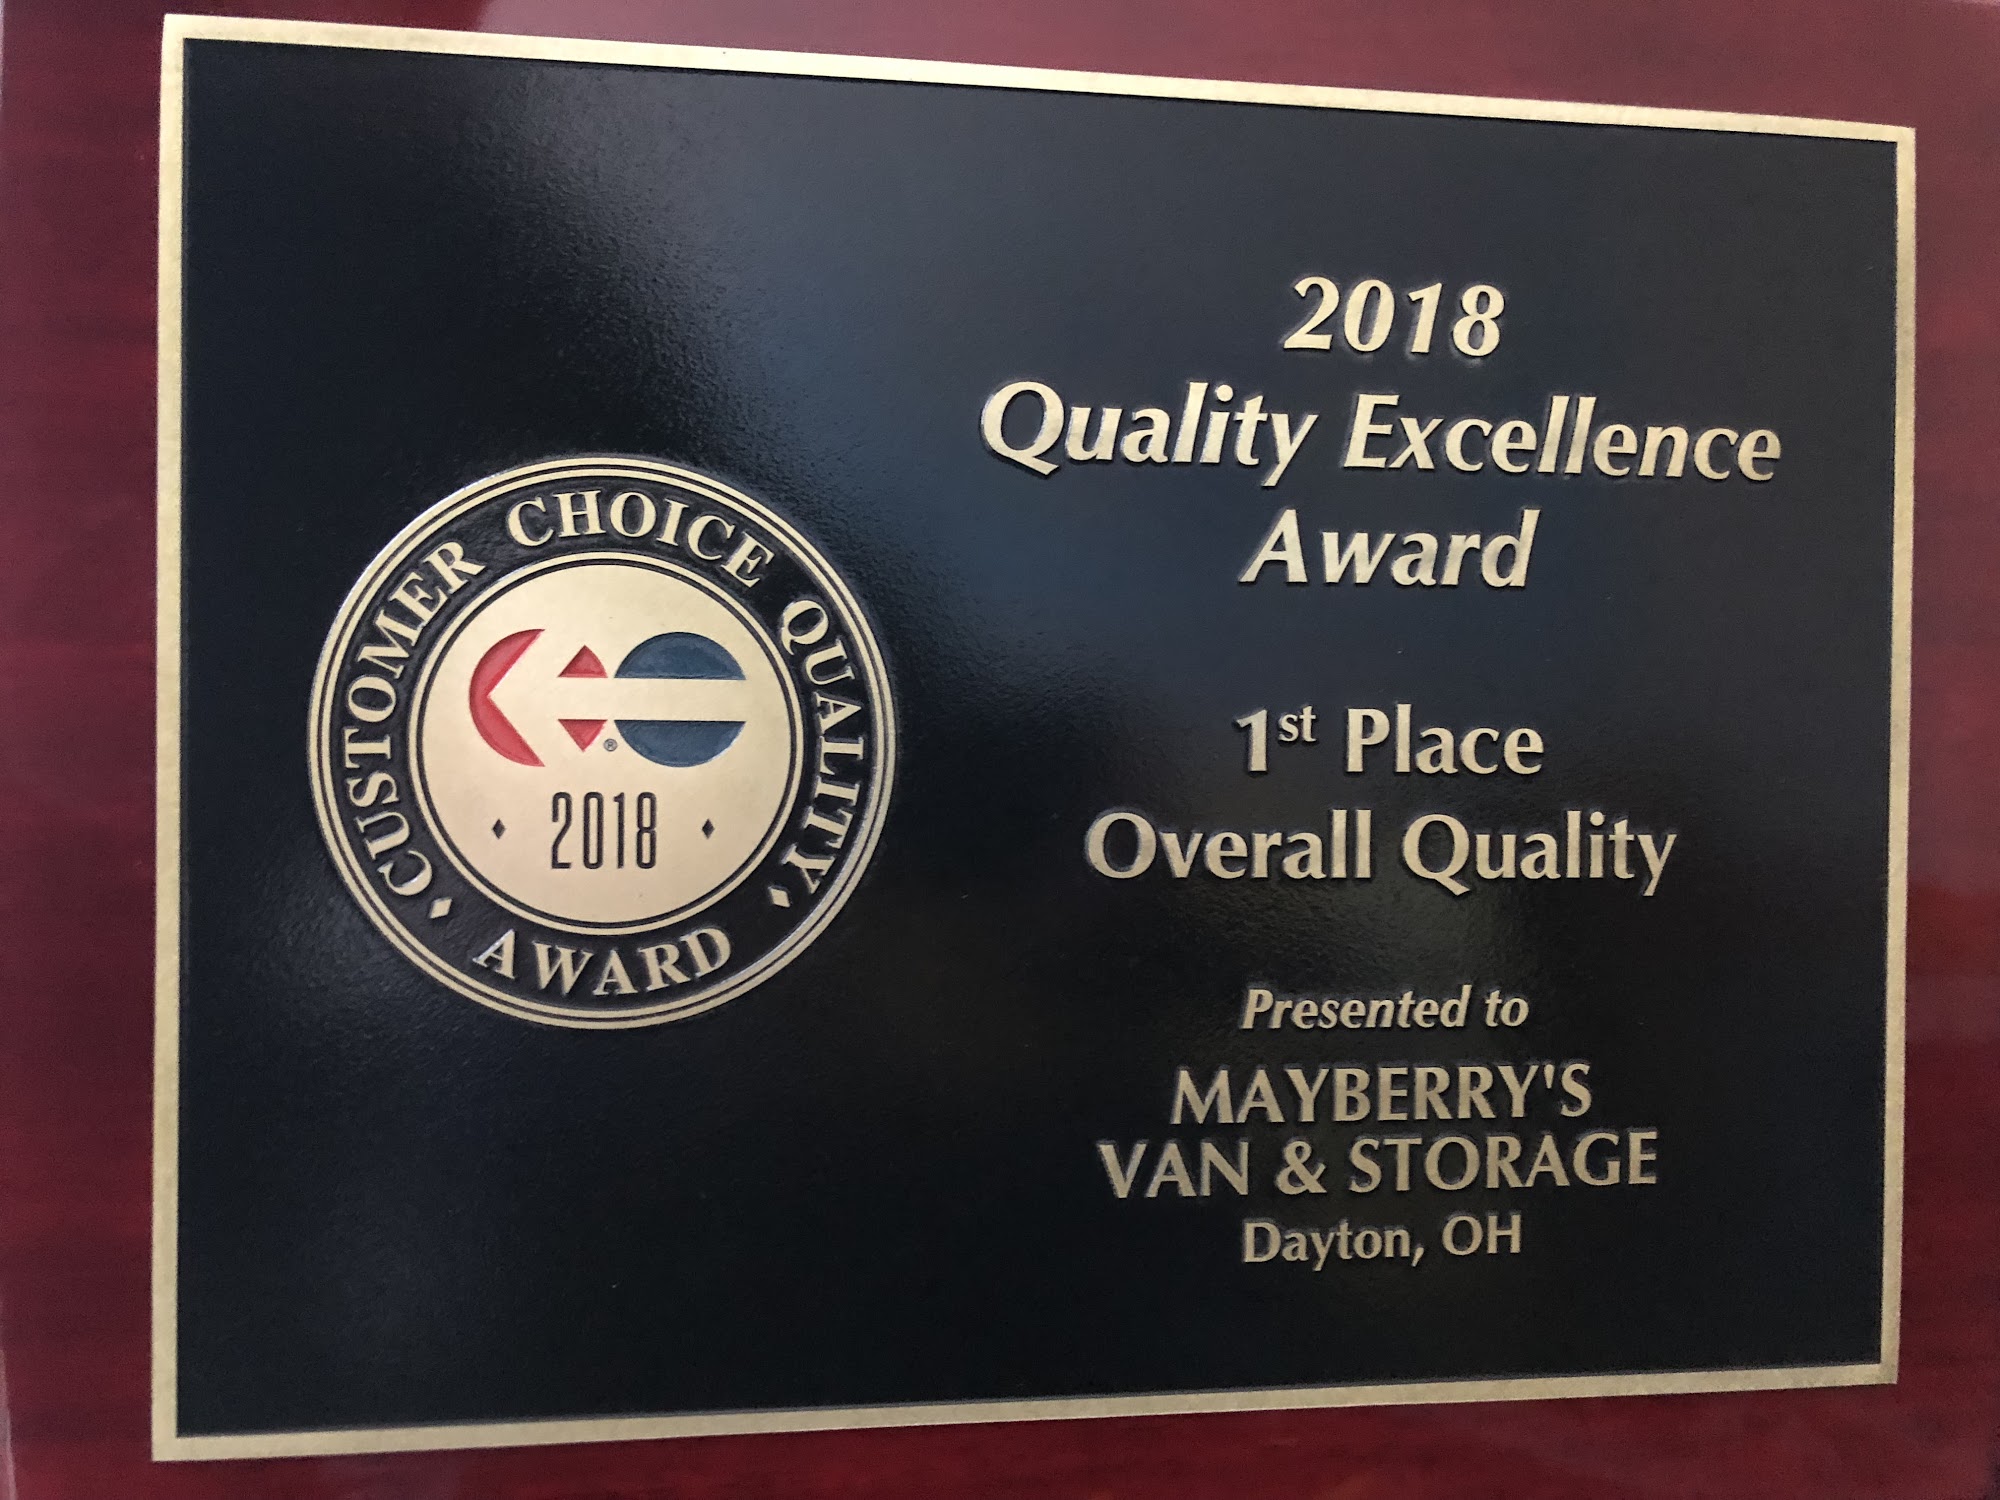 CUSTOMER CHOICE QUALITY
®
2018
AWARD
2018
Quality Excellence
Award
1st Place
Overall Quality
Presented to
MAYBERRY'S
VAN & STORAGE
Dayton, OH